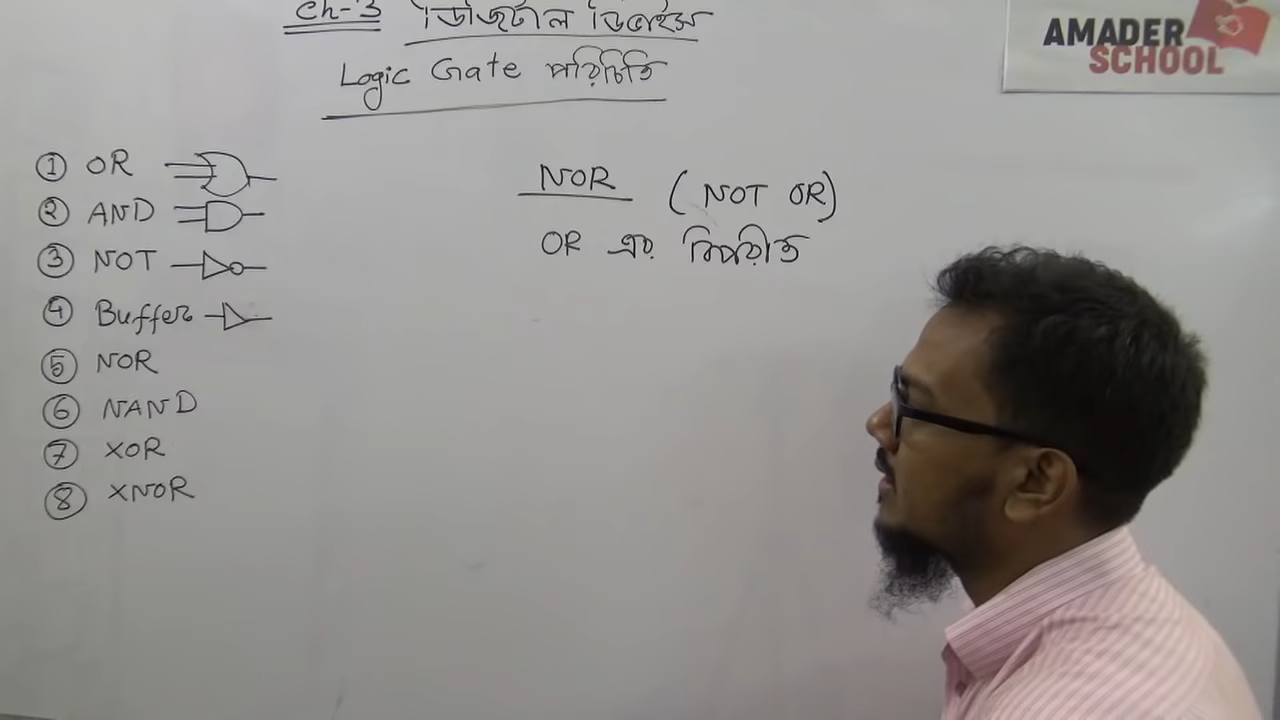 Ch-3 ডিজিটাল ডিভাইস
Logic Gate পরিচিতি
AMADER
SCHOOL
① OR
② AND
③ NOT
④ Buffer
⑤ NOR
⑥ NAND
⑦ XOR
⑧ XNOR
NOR (NOT OR)
OR এর বিপরীত